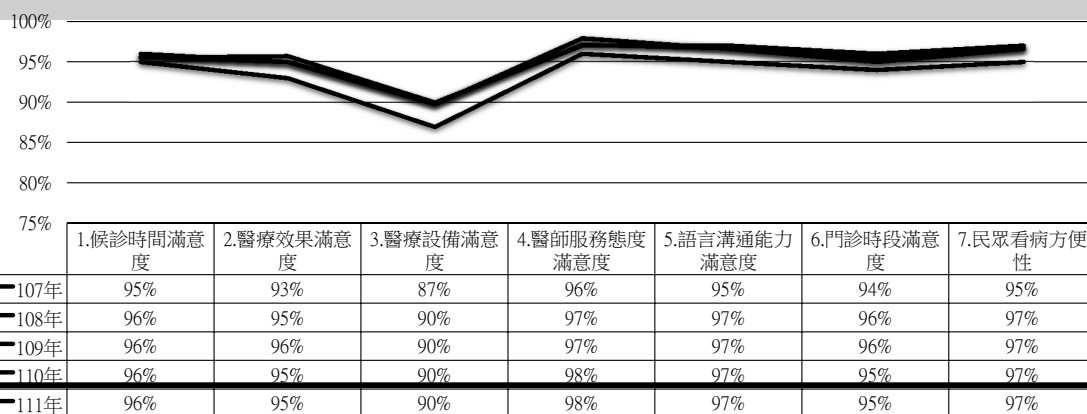 100%
95%
90%
85%
80%
75%
1.候診時間滿意度 2.醫療效果滿意度 3.醫療設備滿意度 4.醫師服務態度滿意度 5.語言溝通能力滿意度 6.門診時段滿意度 7.民眾看病方便性
107年 95% 93% 87% 96% 95% 94% 95%
108年 96% 95% 90% 97% 97% 96% 97%
109年 96% 96% 90% 97% 97% 96% 97%
110年 96% 95% 90% 98% 97% 95% 97%
111年 96% 95% 90% 98% 97% 95% 97%